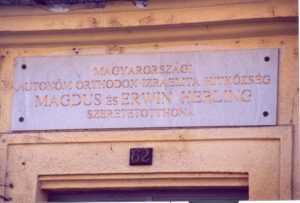 MAGYARORSZÁGI
AUTONÓM ORTHODOX IZRAELITA HITKÖZSÉG
MAGDUS ÉS ERWIN HERLING
SZERETETOTTHONA
62